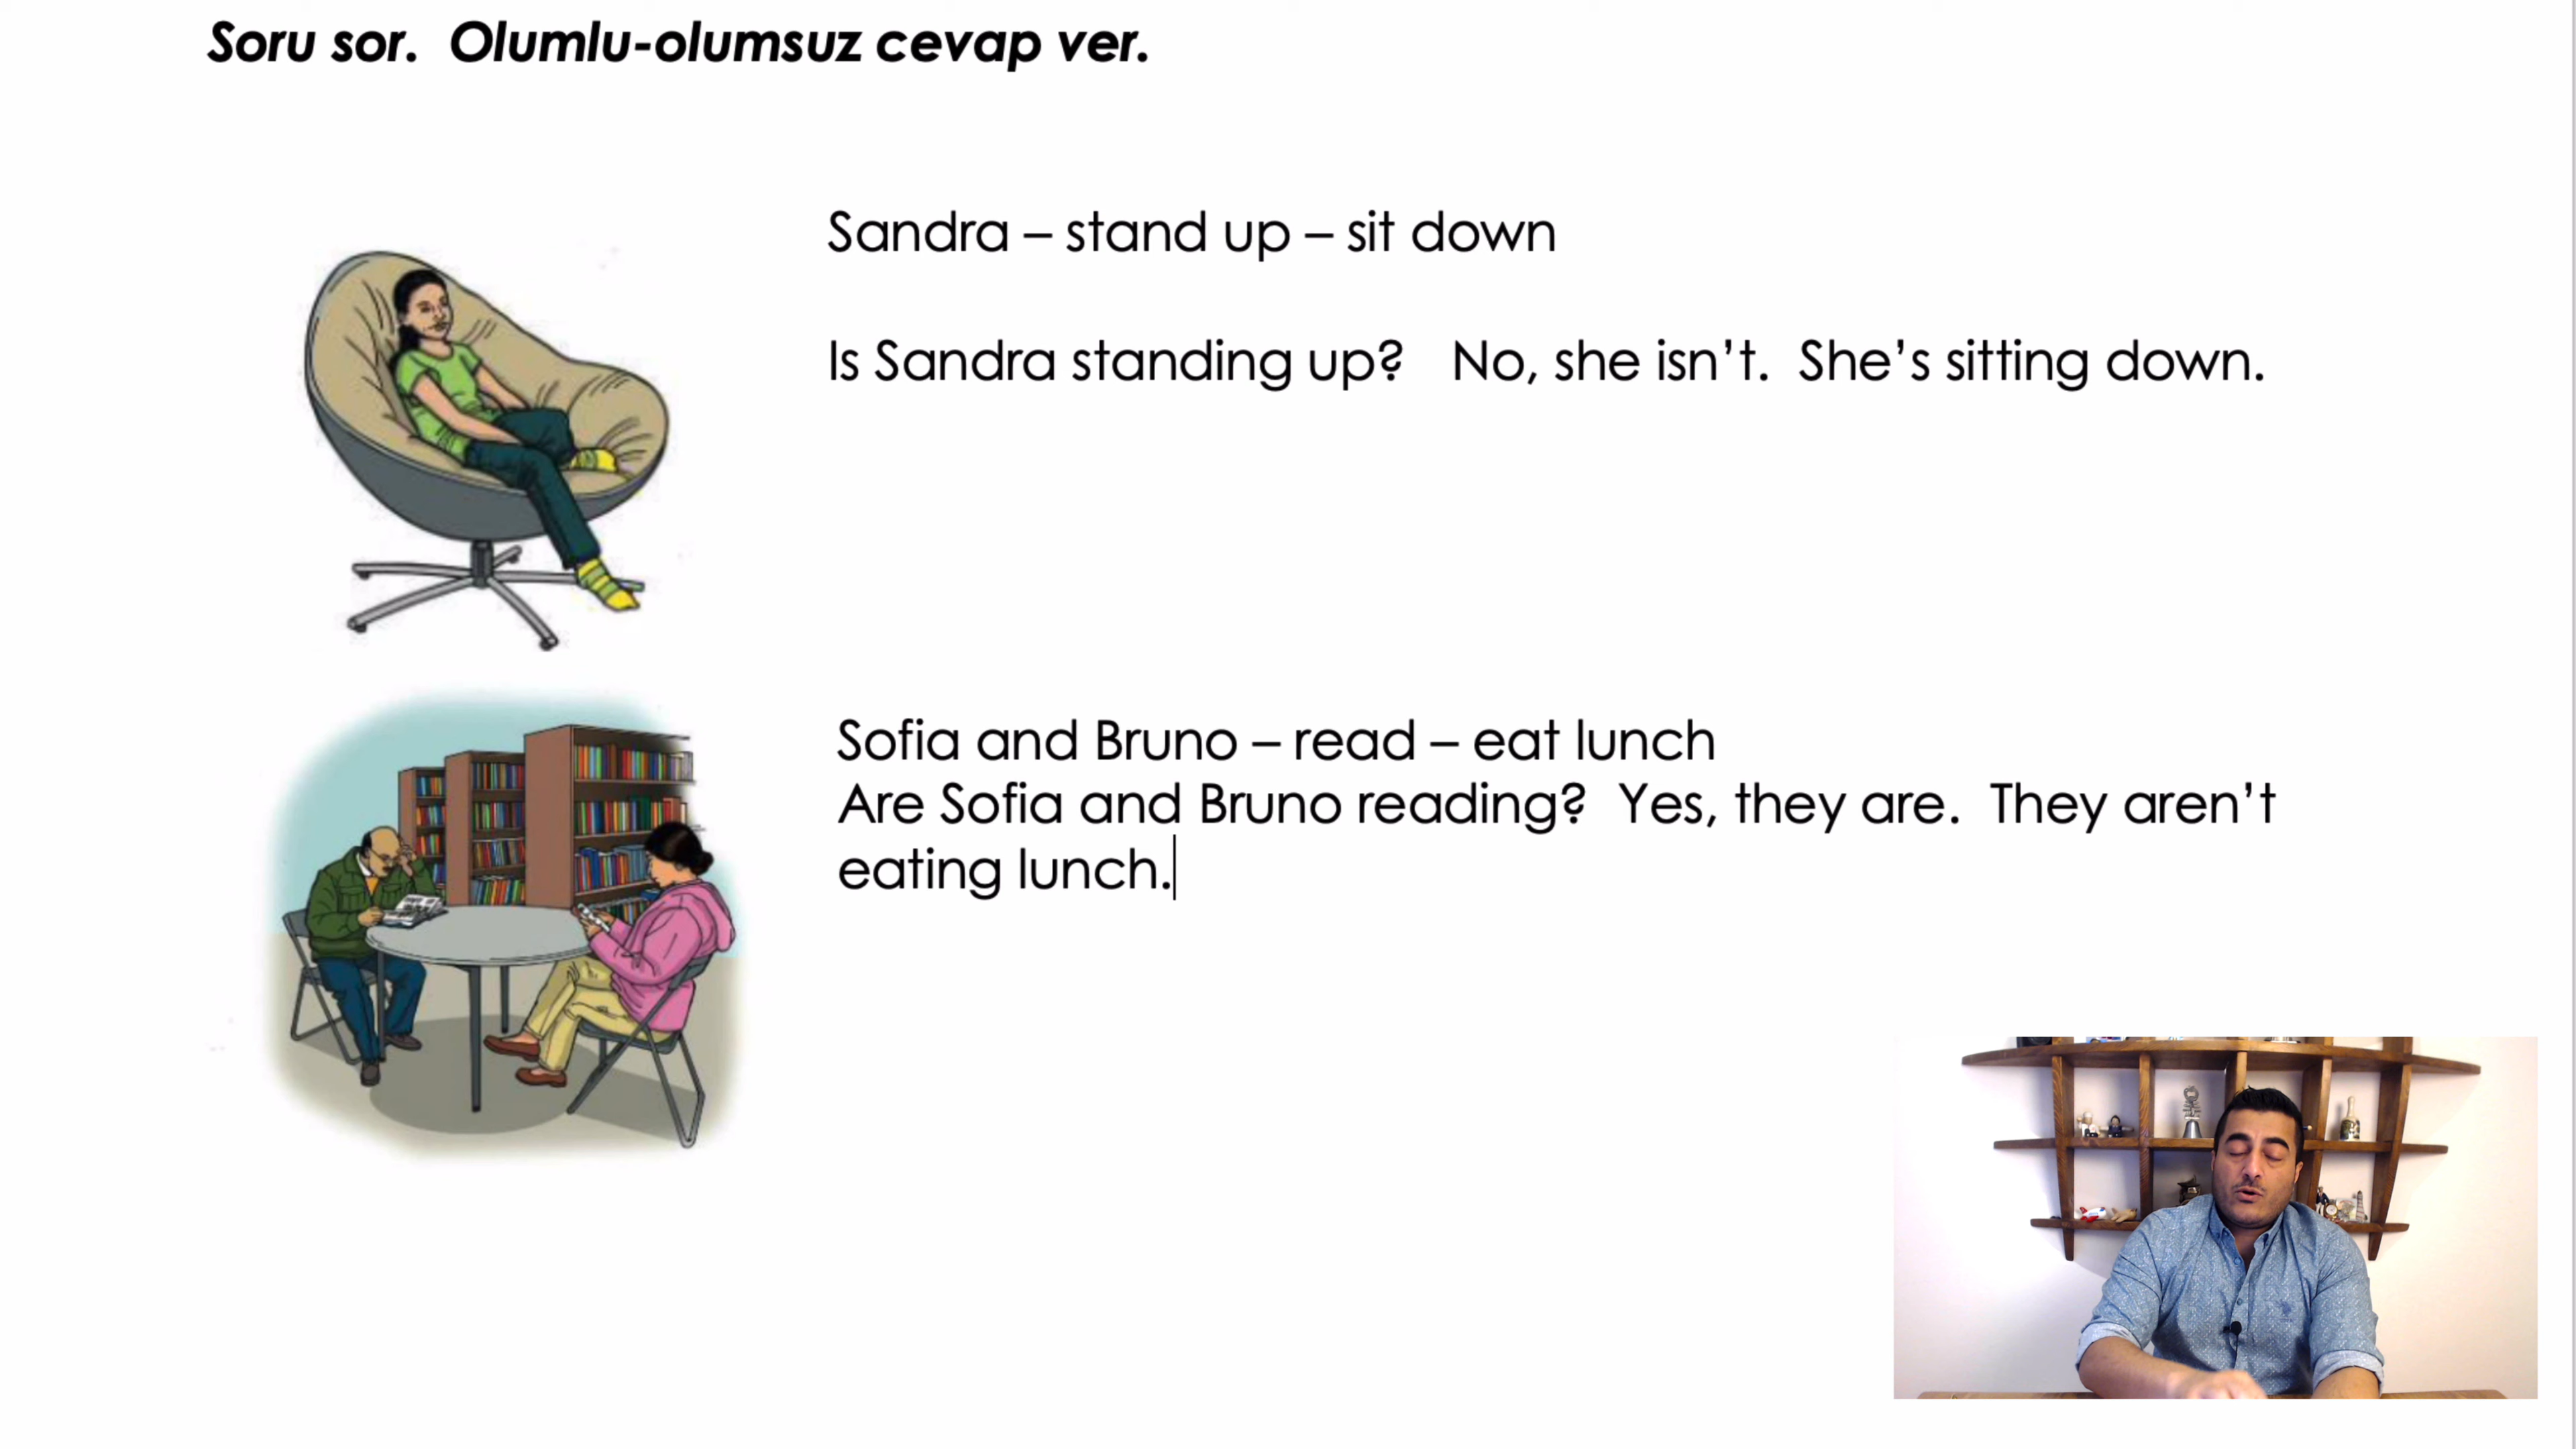 Soru sor.  Olumlu-olumsuz cevap ver.
Sandra – stand up – sit down
Is Sandra standing up?   No, she isn’t.  She’s sitting down.
Sofia and Bruno – read – eat lunch
Are Sofia and Bruno reading?  Yes, they are.  They aren’t
eating lunch.